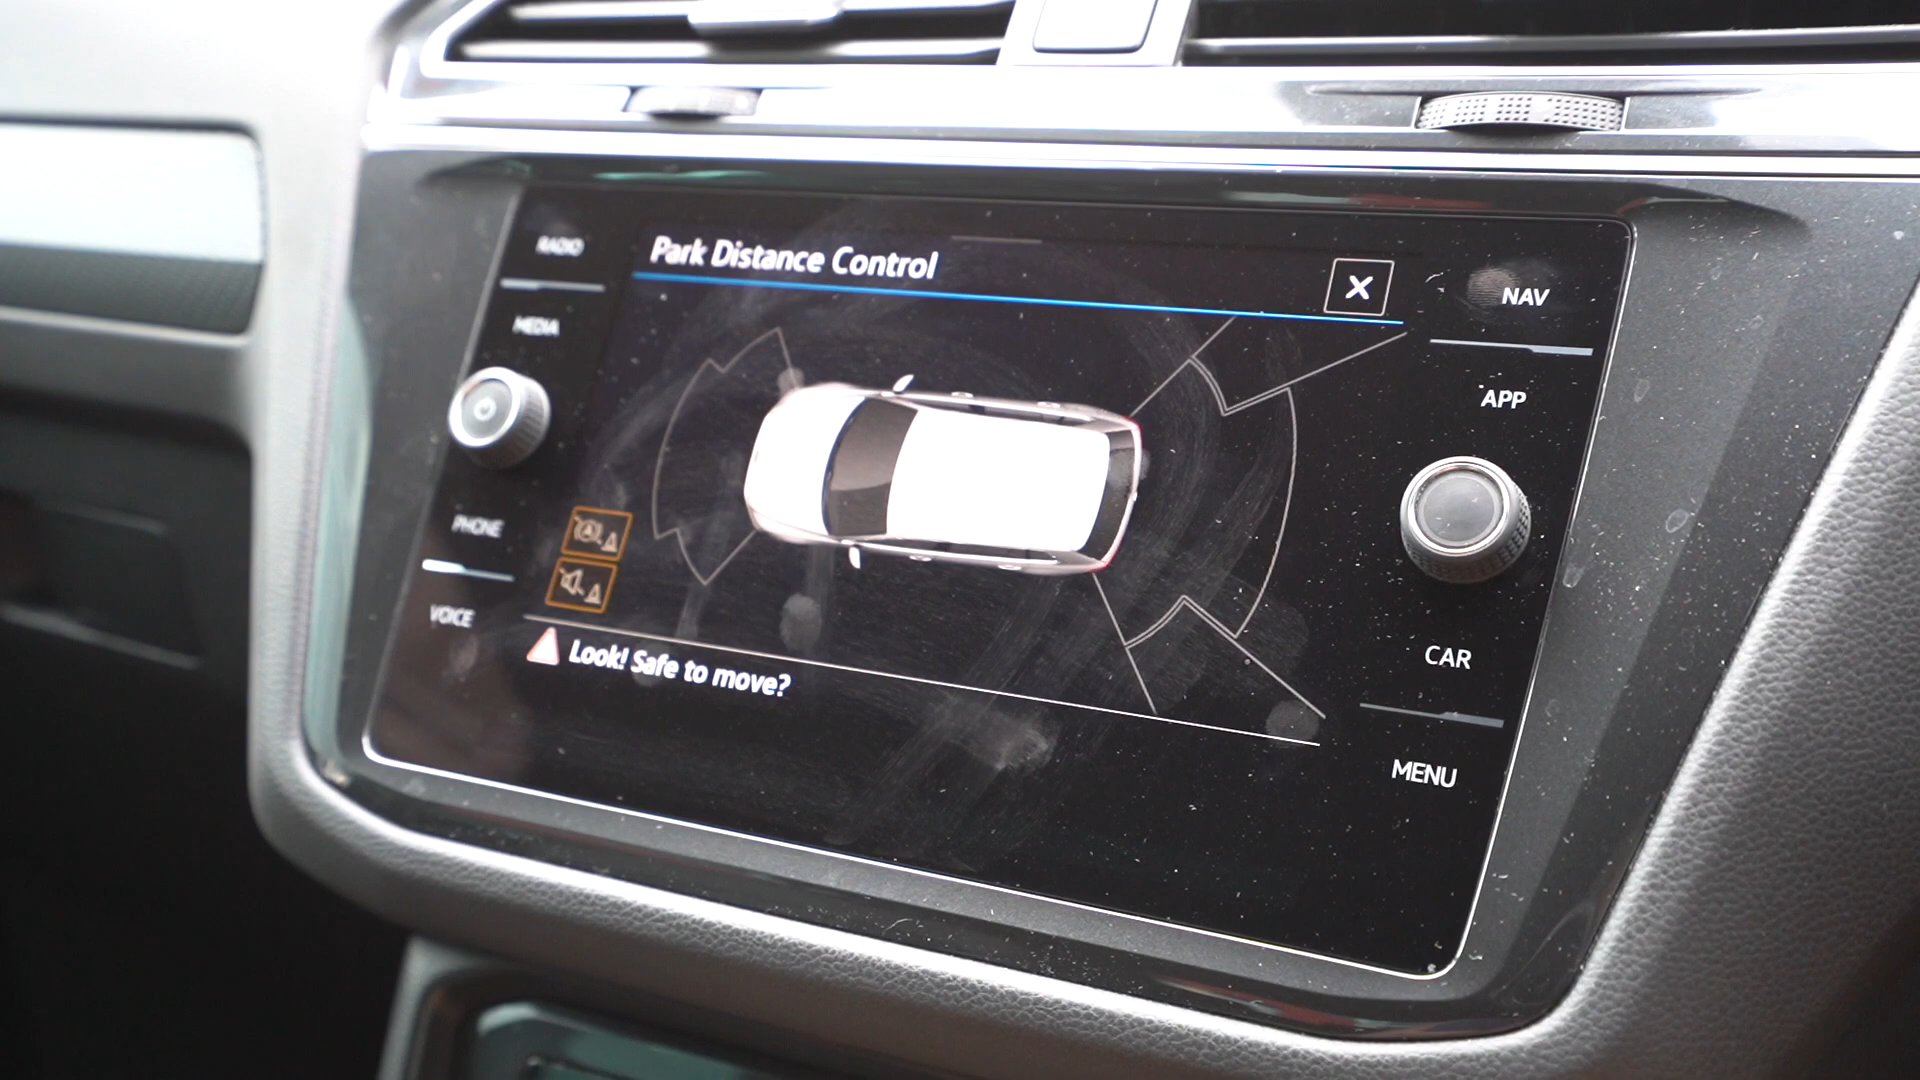 RADIO
MEDIA
PHONE
VOICE
Park Distance Control
X
Look! Safe to move?
NAV
APP
CAR
MENU